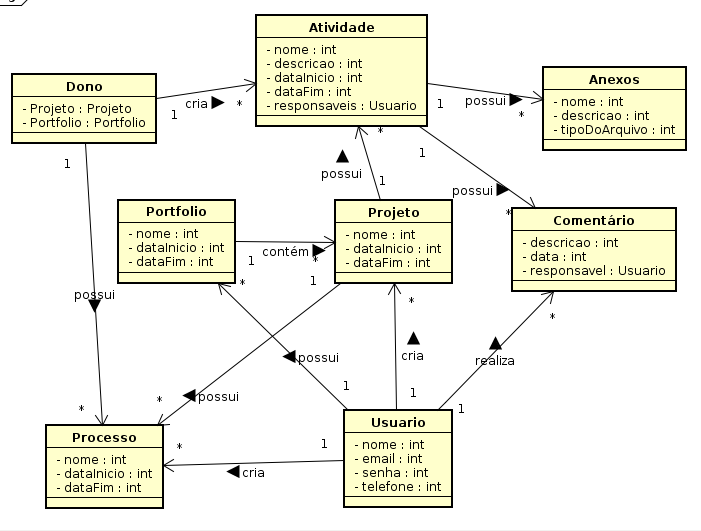 Atividade
- nome : int
- descricao : int
- dataInicio : int
- dataFim : int
- responsaveis : Usuario
Dono
- Projeto : Projeto
- Portfolio : Portfolio
Anexos
- nome : int
- descricao : int
- tipoDoArquivo : int
1
cria
*
1
possui
*
1
possui
*
1
possui
*
1
Portfolio
- nome : int
- dataInicio : int
- dataFim : int
Projeto
- nome : int
- dataInicio : int
- dataFim : int
Comentário
- descricao : int
- data : int
- responsavel : Usuario
1
contém
*
possui
*
1
possui
*
1
possui
*
1
cria
*
1
realiza
*
1
Processo
- nome : int
- dataInicio : int
- dataFim : int
*
1
cria
Usuario
- nome : int
- email : int
- senha : int
- telefone : int